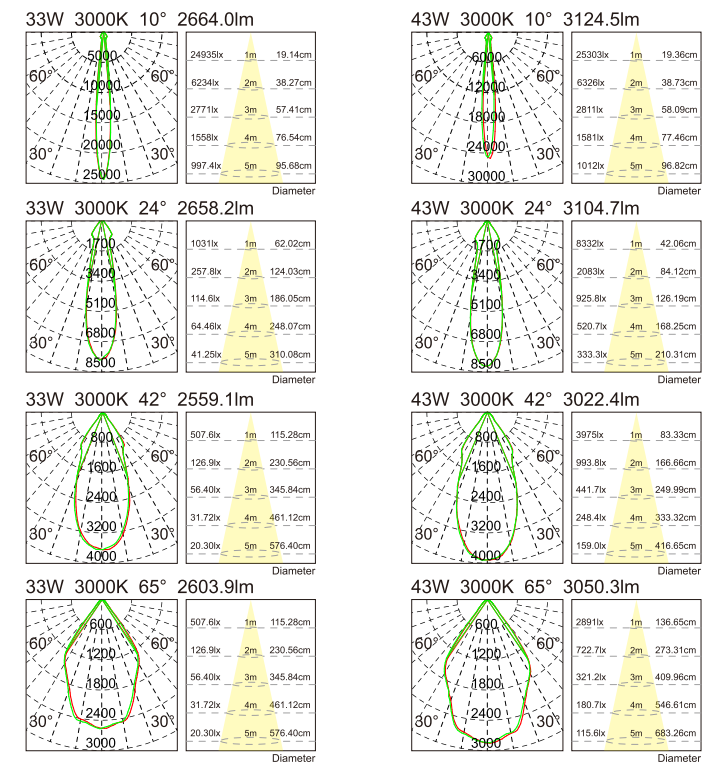 33W 3000K 10° 2664.0lm
5000
10000
15000
20000
25000
60° 60°
30° 30°
24935lx 1m 19.14cm
6234lx 2m 38.27cm
2771lx 3m 57.41cm
1558lx 4m 76.54cm
997.4lx 5m 95.68cm
Diameter
43W 3000K 10° 3124.5lm
6000
12000
18000
24000
30000
60° 60°
30° 30°
25303lx 1m 19.36cm
6326lx 2m 38.73cm
2811lx 3m 58.09cm
1581lx 4m 77.46cm
1012lx 5m 96.82cm
Diameter
33W 3000K 24° 2658.2lm
1700
3400
5100
6800
8500
60° 60°
30° 30°
1031lx 1m 62.02cm
257.8lx 2m 124.03cm
114.6lx 3m 186.05cm
64.46lx 4m 248.07cm
41.25lx 5m 310.08cm
Diameter
43W 3000K 24° 3104.7lm
1700
3400
5100
6800
8500
60° 60°
30° 30°
8332lx 1m 42.06cm
2083lx 2m 84.12cm
925.8lx 3m 126.19cm
520.7lx 4m 168.25cm
333.3lx 5m 210.31cm
Diameter
33W 3000K 42° 2559.1lm
800
1600
2400
3200
4000
60° 60°
30° 30°
507.6lx 1m 115.28cm
126.9lx 2m 230.56cm
56.40lx 3m 345.84cm
31.72lx 4m 461.12cm
20.30lx 5m 576.40cm
Diameter
43W 3000K 42° 3022.4lm
800
1600
2400
3200
4000
60° 60°
30° 30°
3975lx 1m 83.33cm
993.8lx 2m 166.66cm
441.7lx 3m 249.99cm
248.4lx 4m 333.32cm
159.0lx 5m 416.65cm
Diameter
33W 3000K 65° 2603.9lm
600
1200
1800
2400
3000
60° 60°
30° 30°
507.6lx 1m 115.28cm
126.9lx 2m 230.56cm
56.40lx 3m 345.84cm
31.72lx 4m 461.12cm
20.30lx 5m 576.40cm
Diameter
43W 3000K 65° 3050.3lm
600
1200
1800
2400
3000
60° 60°
30° 30°
2891lx 1m 136.65cm
722.7lx 2m 273.31cm
321.2lx 3m 409.96cm
180.7lx 4m 546.61cm
115.6lx 5m 683.26cm
Diameter